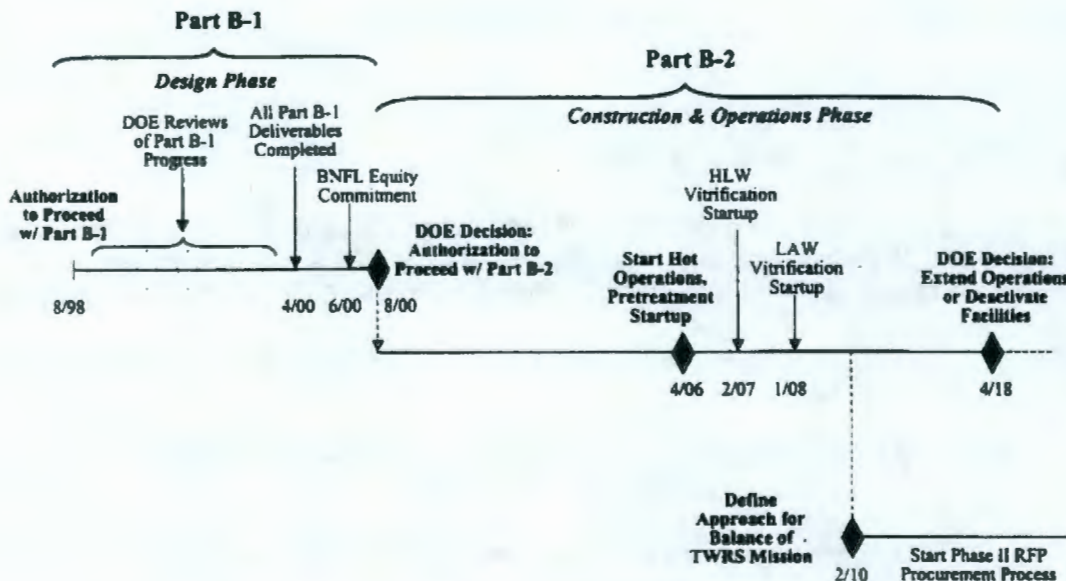 Part B-1
Design Phase
DOE Reviews
of Part B-1
Progress
All Part B-1
Deliverables
Completed
BNFL Equity
Commitment
Authorization
to Proceed
w/ Part B-1
DOE Decision:
Authorization to
Proceed w/ Part B-2
8/98
4/00
6/00
8/00
Part B-2
Construction & Operations Phase
HLW
Vitrification
Startup
LAW
Vitrification
Startup
Start Hot
Operations,
Pretreatment
Startup
DOE Decision:
Extend Operations
or Deactivate
Facilities
4/06
2/07
1/08
4/18
Define
Approach for
Balance of
TWRS Mission
2/10
Start Phase II RFP
Procurement Process